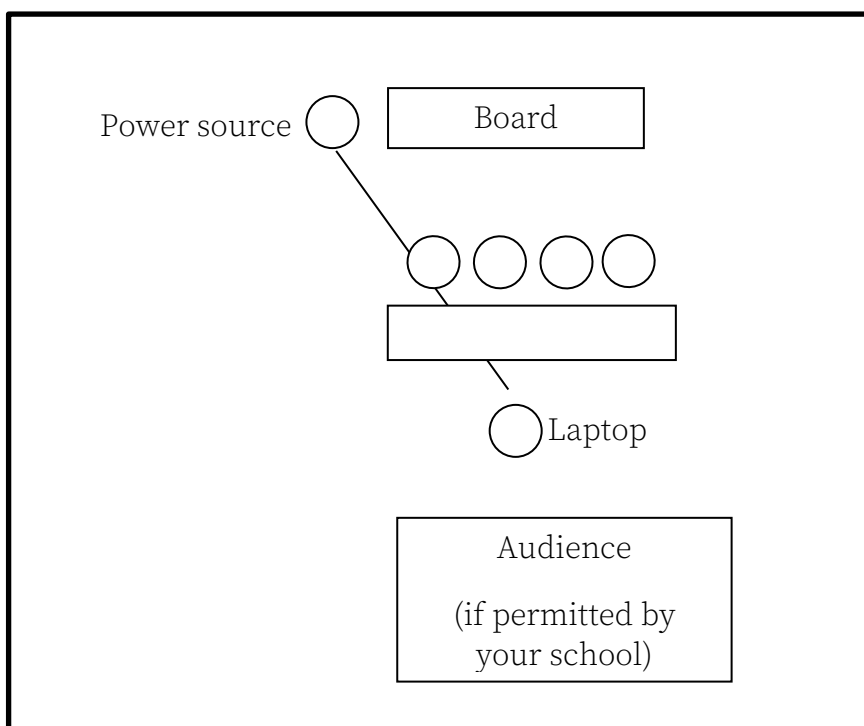 Power source
Board
Laptop
Audience
(if permitted by
your school)